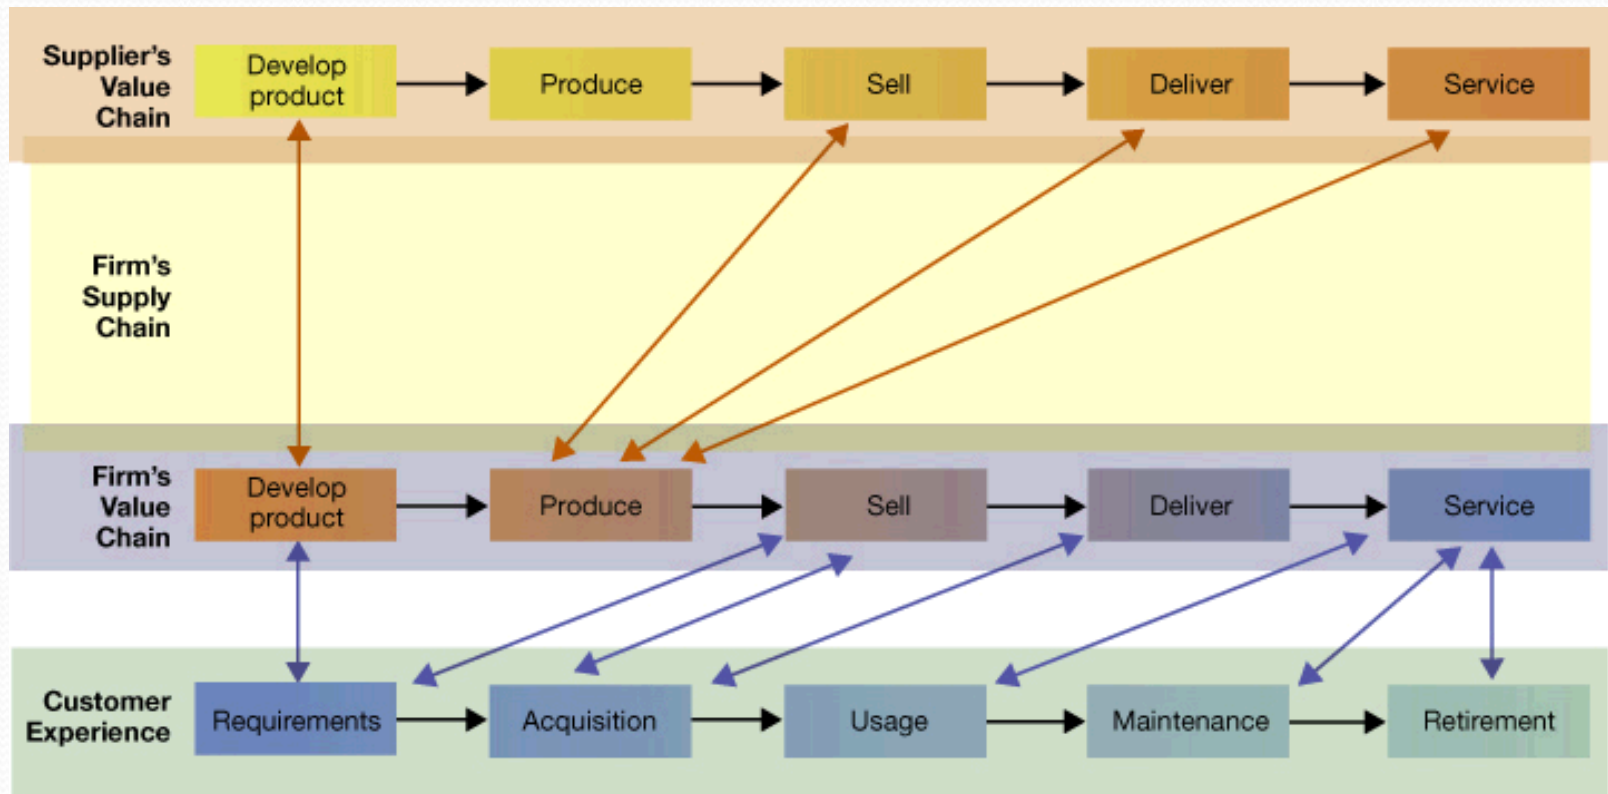 Supplier's
Value
Chain
Develop
product
Produce
Sell
Deliver
Service
Firm's
Supply
Chain
Firm's
Value
Chain
Develop
product
Produce
Sell
Deliver
Service
Customer
Experience
Requirements
Acquisition
Usage
Maintenance
Retirement